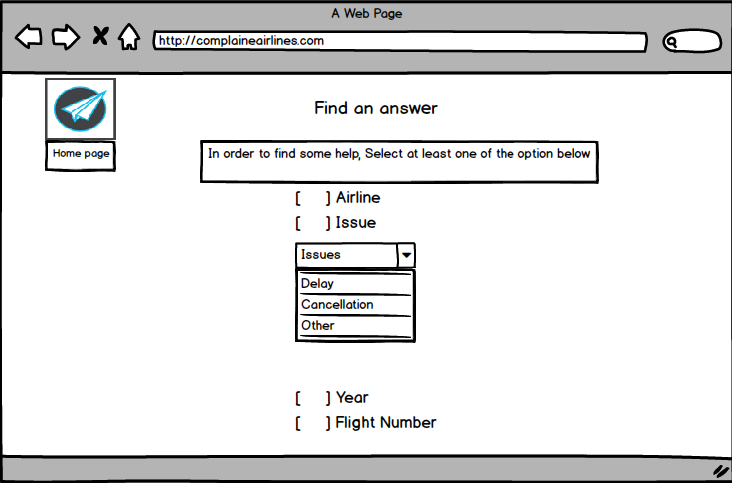 A Web Page
http://complaineairlines.com
Find an answer
Home page
In order to find some help, Select at least one of the option below
[ ] Airline
[ ] Issue
Issues
Delay
Cancellation
Other
[ ] Year
[ ] Flight Number